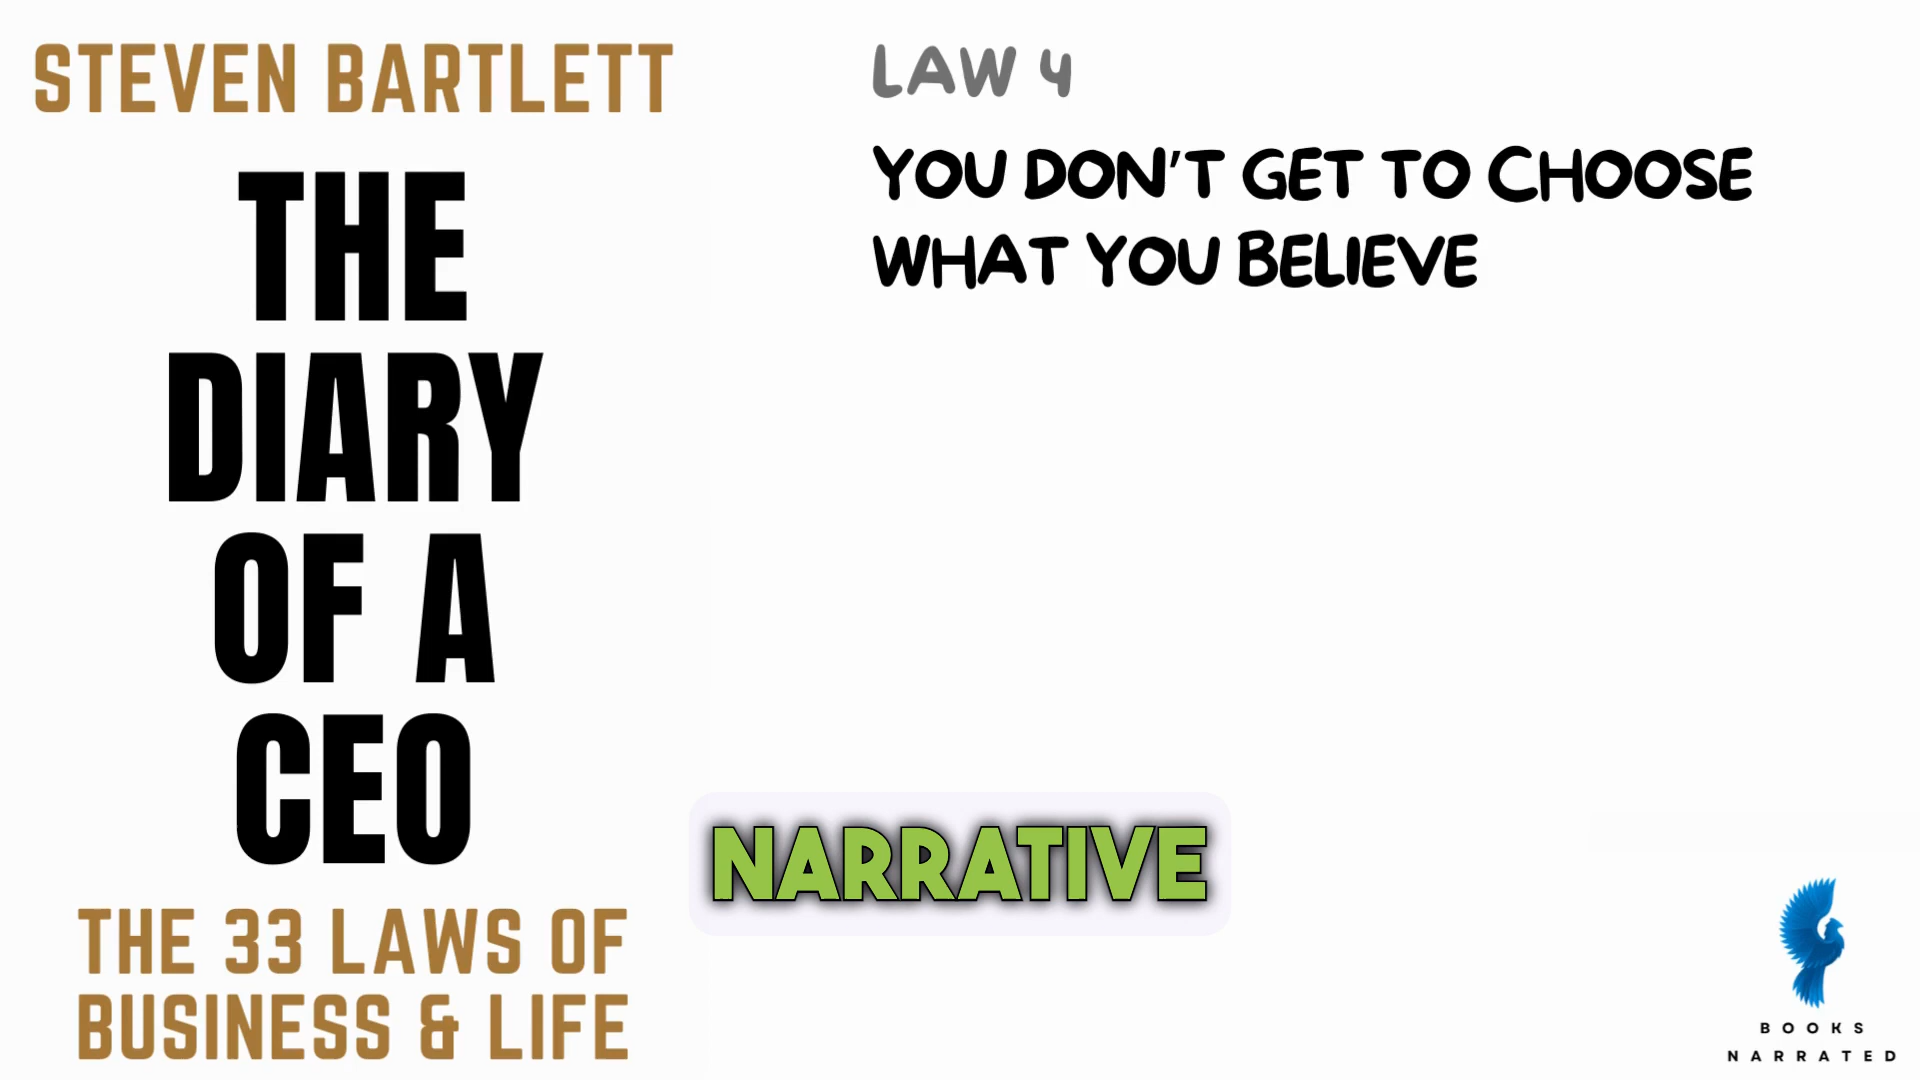 STEVEN BARTLETT
THE
DIARY
OF A
CEO
THE 33 LAWS OF
BUSINESS & LIFE
LAW 4
YOU DON'T GET TO CHOOSE
WHAT YOU BELIEVE
NARRATIVE
BOOKS
NARRATED